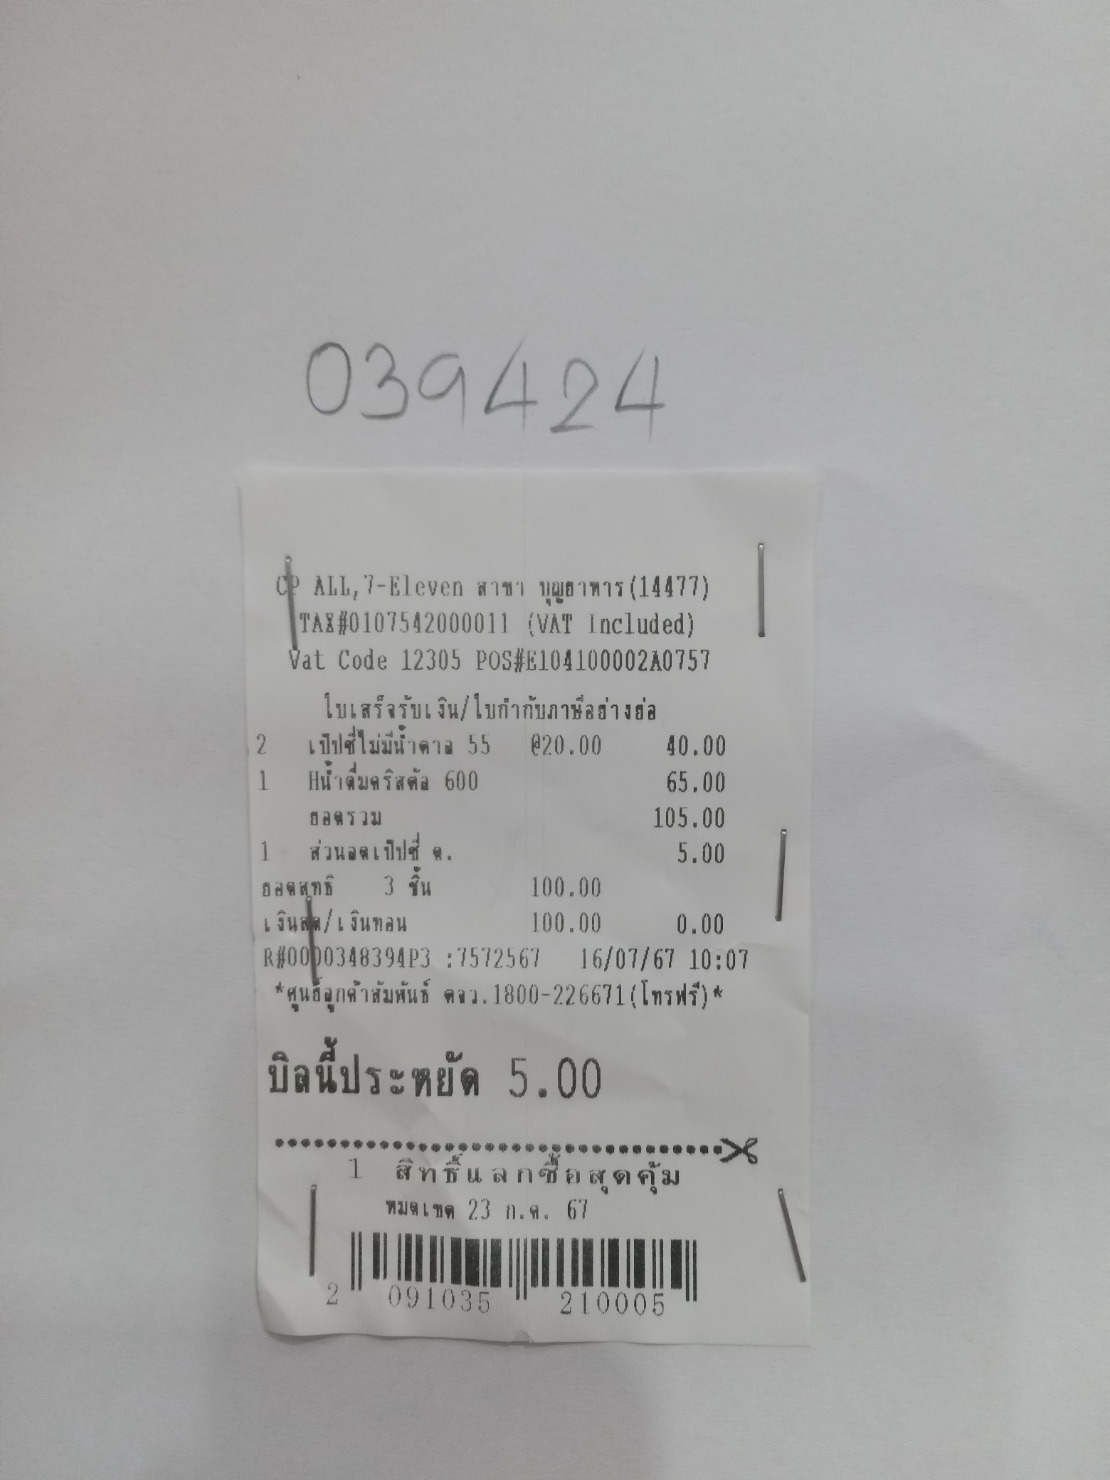 039424
CP ALL,7-Eleven สาขา บุญยาหาร(14477)
TAX#0107542000011 (VAT Included)
Vat Code 12305 POS#E104100002A0757
ใบเสร็จรับเงิน/ใบกำกับภาษีอย่างย่อ
2 เป๊ปซี่ไม่มีน้ำตาล 55 @20.00 40.00
1 Hน้ำดื่มคริสตัล 600 65.00
ยอดรวม 105.00
1 ส่วนลดเป๊ปซี่ ต. 5.00
ยอดสุทธิ 3 ชิ้น 100.00
เงินสด/เงินทอน 100.00 0.00
R#0000348394P3 :7572567 16/07/67 10:07
*ศูนย์ลูกค้าสัมพันธ์ ตจว.1800-226671(โทรฟรี)*
บิลนี้ประหยัด 5.00
1 สิทธิ์แลกซื้อสุดคุ้ม
หมดเขต 23 ก.ค. 67
2 091035 210005